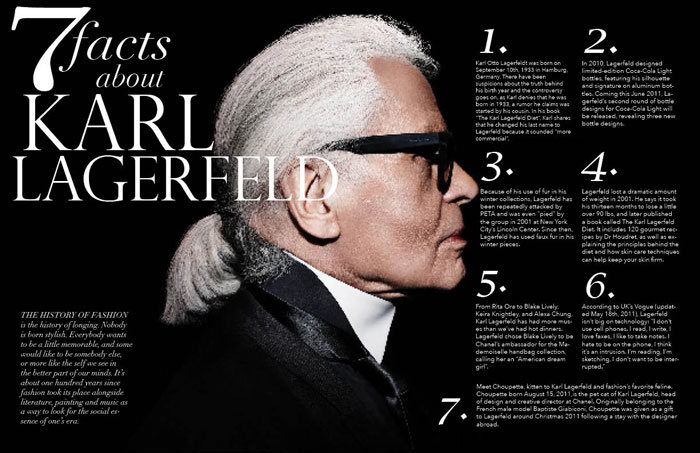 7 facts
about
KARL
LAGERFELD
THE HISTORY OF FASHION
is the history of longing. Nobody
is born stylish. Everybody wants
to be a little memorable, and some
would like to be somebody else,
or more like the self we see in
the better part of our minds. It's
about one hundred years since
fashion took its place alongside
literature, painting and music as
a way to look for the social es-
sence of one's era.
1.
Karl Otto Lagerfeldt was born on
September 10th, 1933 in Hamburg,
Germany. There have been
suspicions about the truth behind
his birth year and the controversy
goes on, as Karl denies that he was
born in 1933, a rumor he claims was
started by his cousin. In his book
"The Karl Lagerfeld Diet", Karl shares
that he changed his last name to
Lagerfeld because it sounded "more
commercial".
2.
In 2010, Lagerfeld designed
limited-edition Coca-Cola Light
bottles, featuring his silhouette
and signature on aluminum bot-
tles. Coming this June 2011, La-
gerfeld's second round of bottle
designs for Coca-Cola Light will
be released, revealing three new
bottle designs.
3.
Because of his use of fur in his
winter collections, Lagerfeld has
been repeatedly attacked by
PETA and was even "pied" by
the group in 2001 at New York
City's Lincoln Center. Since then,
Lagerfeld has used faux fur in his
winter pieces.
4.
Lagerfeld lost a dramatic amount
of weight in 2001. He says it took
his thirteen months to lose a little
over 90 lbs, and later published
a book called The Karl Lagerfeld
Diet. It includes 120 gourmet rec-
ipes by Dr Houdret, as well as ex-
plaining the principles behind the
diet and how skin care techniques
can help keep your skin firm.
5.
From Rita Ora to Blake Lively,
Keira Knightley, and Alexa Chung,
Karl Lagerfeld has had more mus-
es than we've had hot dinners.
Lagerfeld chose Blake Lively to be
Chanel's ambassador for the Ma-
demoiselle handbag collection,
calling her an "American dream
girl".
6.
According to UK's Vogue (updat-
ed May 18th, 2011), Lagerfeld
isn't big on technology: "I don't
use cell phones. I read, I write, I
love faxes, I like to take notes. I
hate to be on the phone, I think
it's an intrusion. I'm reading, I'm
sketching, I don't want to be inter-
rupted."
7.
Meet Choupette, kitten to Karl Lagerfeld and fashion's favorite feline.
Choupette born August 15, 2011,is the pet cat of Karl Lagerfeld, head
of design and creative director at Chanel. Originally belonging to the
French male model Baptiste Giabiconi, Choupette was given as a gift
to Lagerfeld around Christmas 2011 following a stay with the designer
abroad.